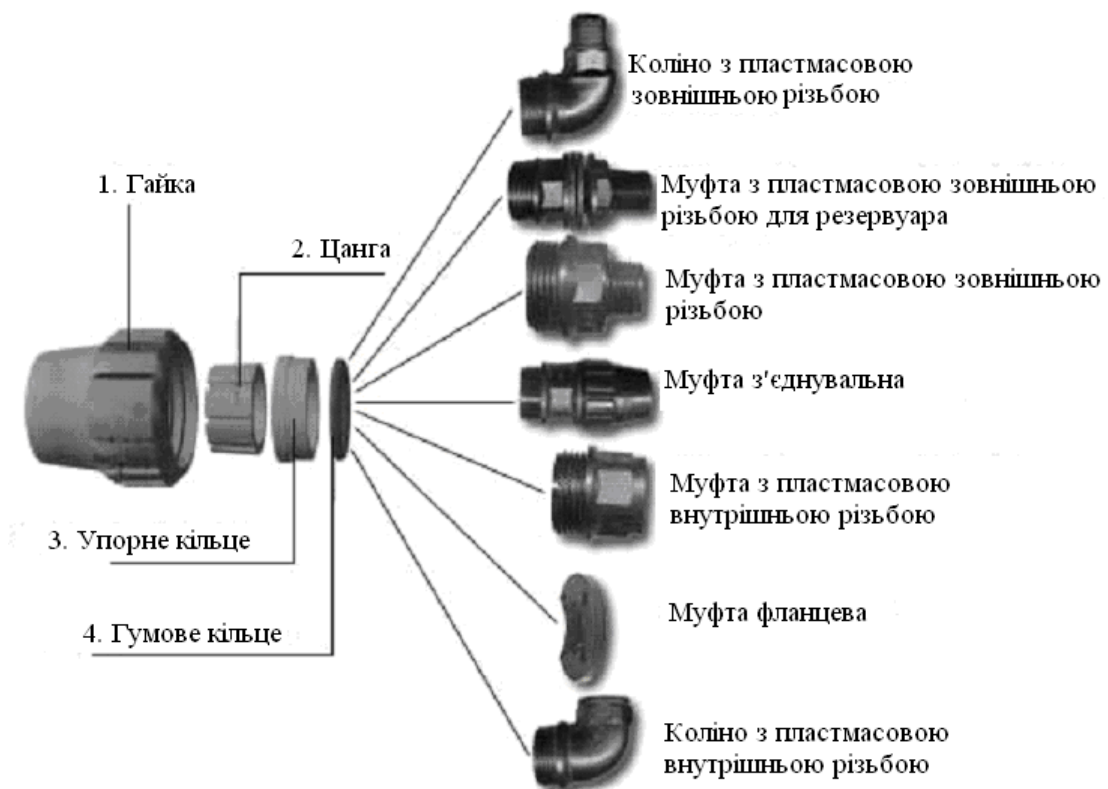 Коліно з пластмасовою
зовнішньою різьбою
1. Гайка
Муфта з пластмасовою зовнішньою
різьбою для резервуара
2. Цанга
Муфта з пластмасовою зовнішньою
різьбою
Муфта з'єднувальна
Муфта з пластмасовою
внутрішньою різьбою
3. Упорне кільце
Муфта фланцева
4. Гумове кільце
Коліно з пластмасовою
внутрішньою різьбою